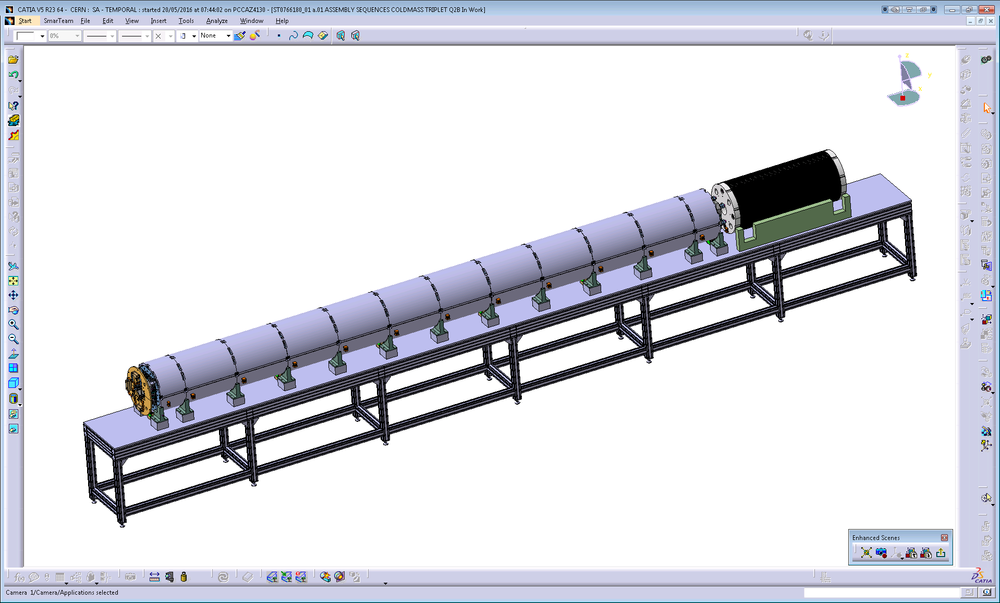 CATIA V5 R23 64 - CERN : SA - TEMPORAL : started 20/05/2016 at 07:44:02 on PCCAZ4130 - [ST0766180_01 a.01 ASSEMBLY SEQUENCES COLDMASS TRIPLET Q2B In Work]
Start SmarTeam File Edit View Insert Tools Analyze Window Help
0% None
z
y
x
ABC
Enhanced Scenes
f(x)
DS CATIA
Camera 1/Camera/Applications selected